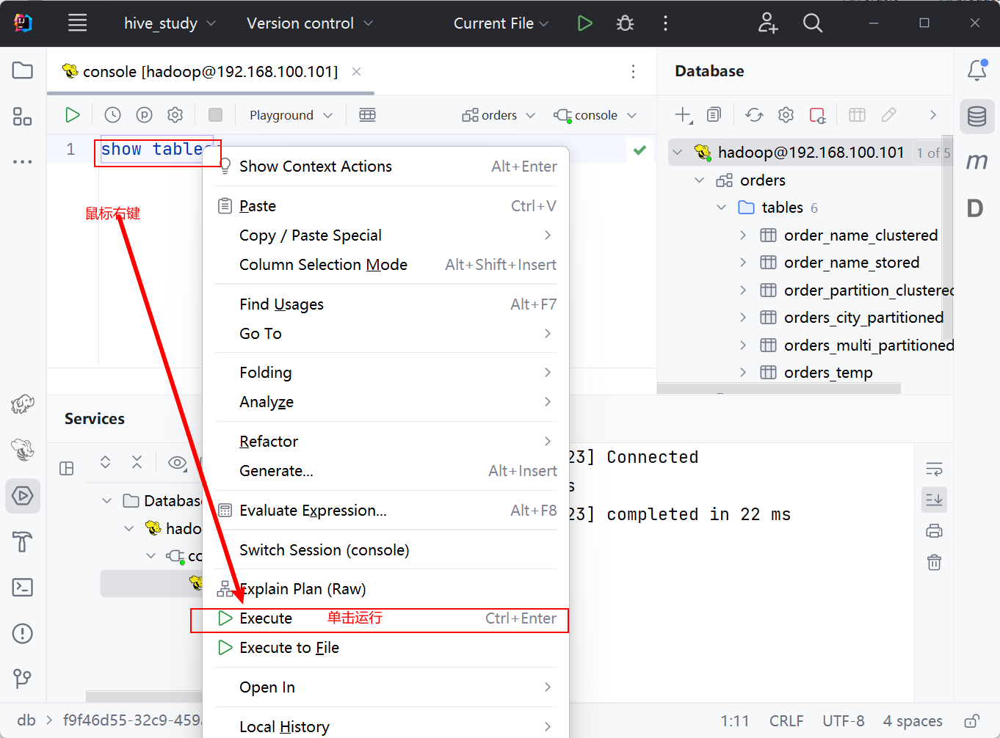 hive_study
Version control
Current File
console [hadoop@192.168.100.101]
Database
Playground
orders
console
1
show tables
鼠标右键
hadoop@192.168.100.101
1 of 5
orders
tables 6
order_name_clustered
order_name_stored
order_partition_clustered
orders_city_partitioned
orders_multi_partitioned
orders_temp
m
D
Show Context Actions Alt+Enter
Paste Ctrl+V
Copy / Paste Special
Column Selection Mode Alt+Shift+Insert
Find Usages Alt+F7
Go To
Folding
Analyze
Refactor
Generate... Alt+Insert
Evaluate Expression... Alt+F8
Switch Session (console)
Explain Plan (Raw)
Execute 单击运行 Ctrl+Enter
Execute to File
Open In
Local History
Services
Databas
hado
co
23] Connected
s
23] completed in 22 ms
db > f9f46d55-32c9-459
1:11 CRLF UTF-8 4 spaces